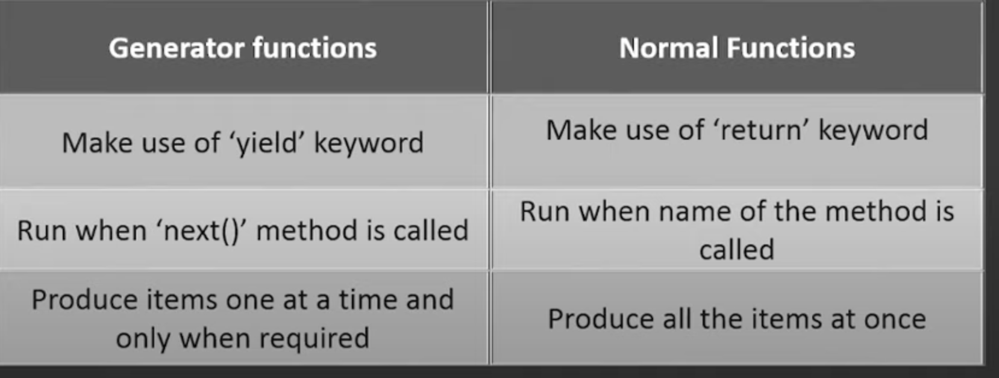 Generator functions
Normal Functions
Make use of ‘yield’ keyword
Make use of ‘return’ keyword
Run when ‘next()’ method is called
Run when name of the method is
called
Produce items one at a time and
only when required
Produce all the items at once